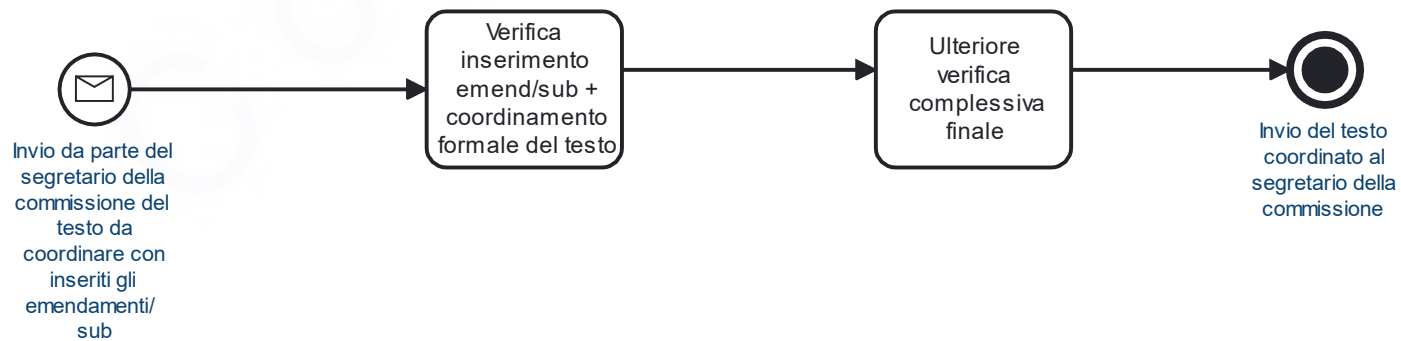 Invio da parte del
segretario della
commissione del
testo da
coordinare con
inseriti gli
emendamenti/
sub
Verifica
inserimento
emend/sub +
coordinamento
formale del testo
Ulteriore
verifica
complessiva
finale
Invio del testo
coordinato al
segretario della
commissione